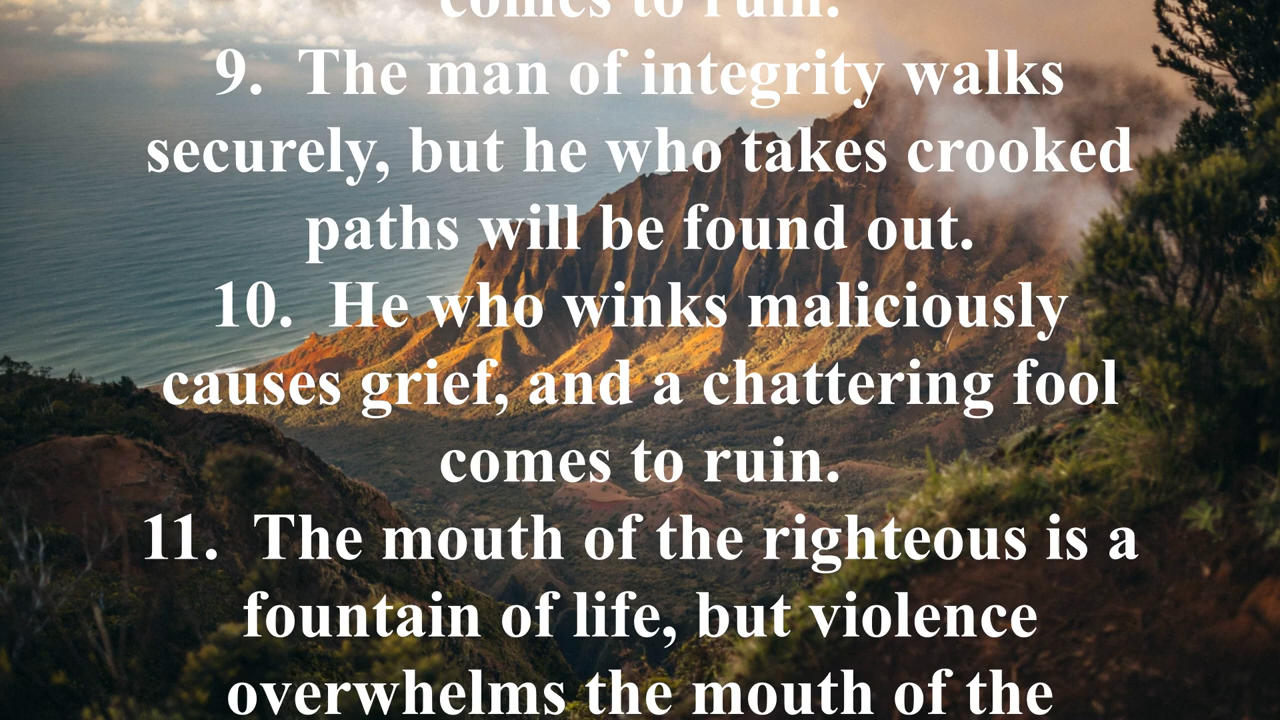 comes to ruin.
9. The man of integrity walks
securely, but he who takes crooked
paths will be found out.
10. He who winks maliciously
causes grief, and a chattering fool
comes to ruin.
11. The mouth of the righteous is a
fountain of life, but violence
overwhelms the mouth of the